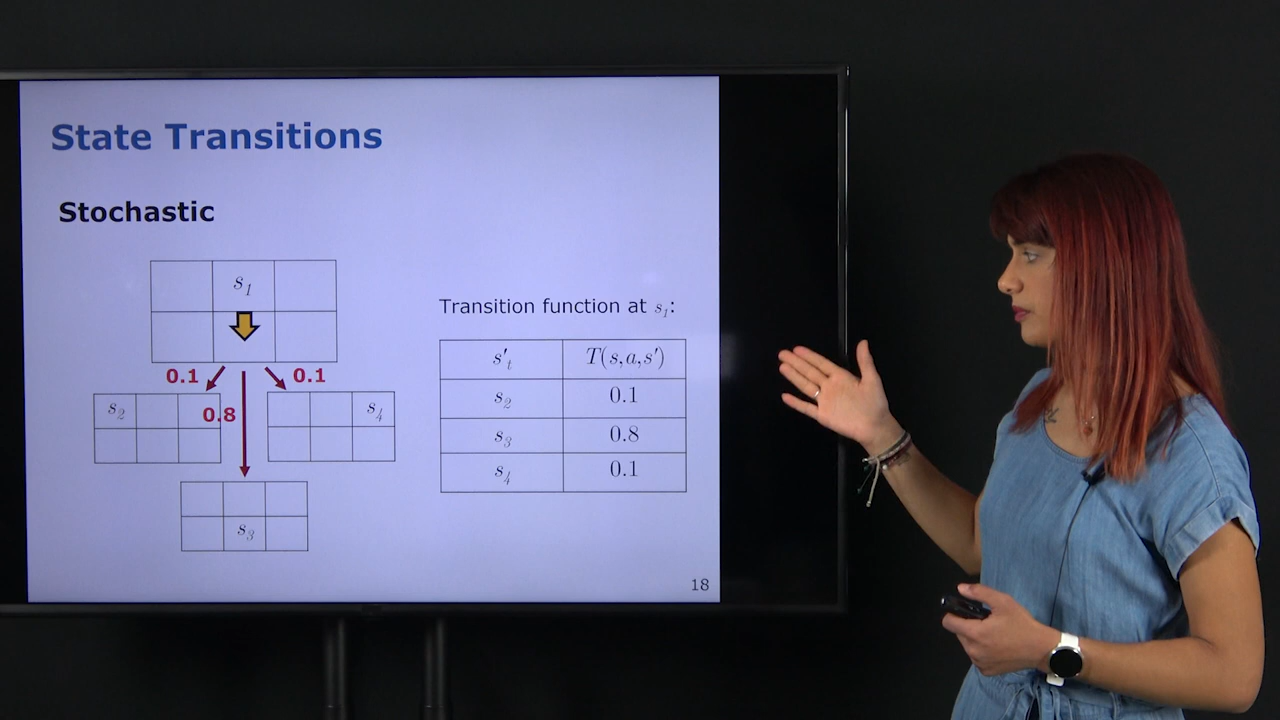 State Transitions
Stochastic
s₁
0.1
0.1
s₂
0.8
s₄
s₃
Transition function at s₁:
s'ₜ T(s,a,s')
s₂ 0.1
s₃ 0.8
s₄ 0.1
18